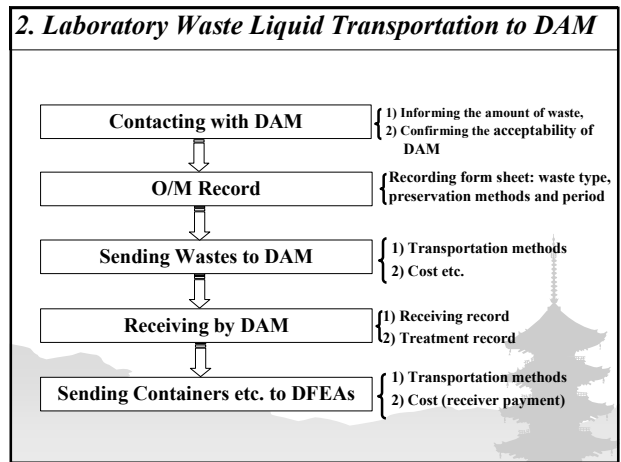 2. Laboratory Waste Liquid Transportation to DAM
Contacting with DAM
1) Informing the amount of waste,
2) Confirming the acceptability of
DAM
O/M Record
Recording form sheet: waste type,
preservation methods and period
Sending Wastes to DAM
1) Transportation methods
2) Cost etc.
Receiving by DAM
1) Receiving record
2) Treatment record
Sending Containers etc. to DFEAs
1) Transportation methods
2) Cost (receiver payment)